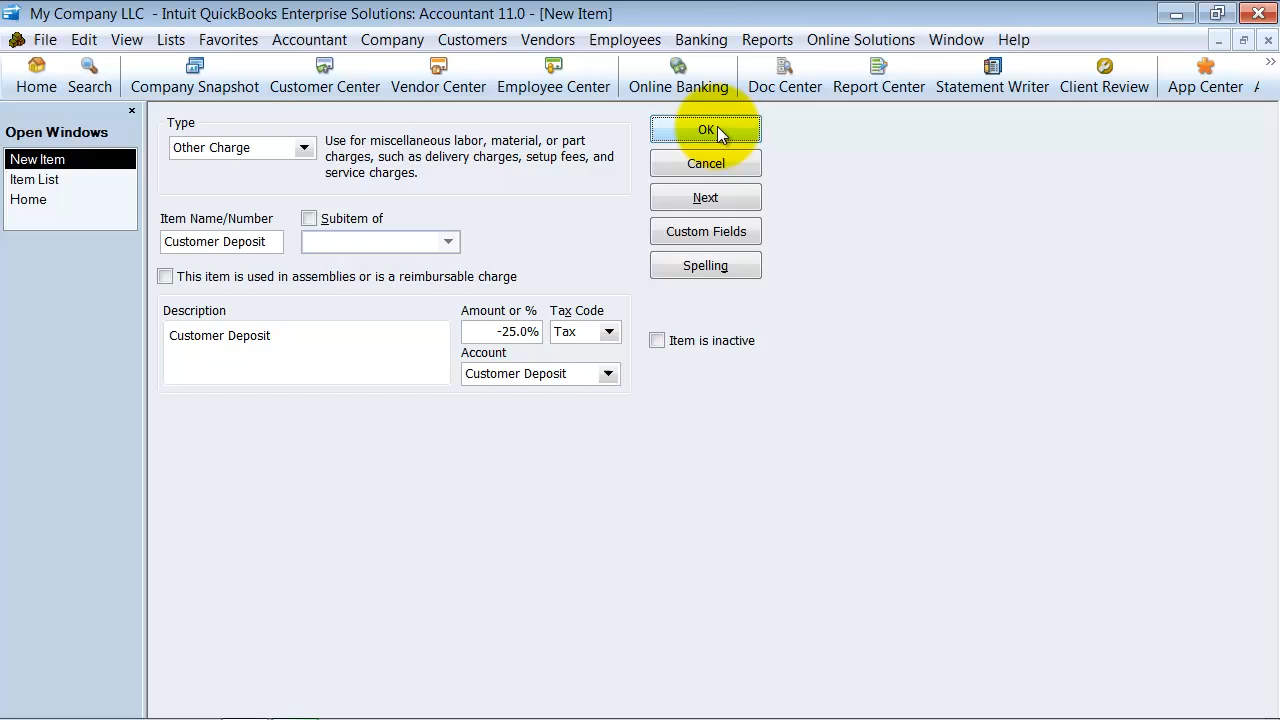 My Company LLC - Intuit QuickBooks Enterprise Solutions: Accountant 11.0 - [New Item]
File Edit View Lists Favorites Accountant Company Customers Vendors Employees Banking Reports Online Solutions Window Help
Home Search Company Snapshot Customer Center Vendor Center Employee Center Online Banking Doc Center Report Center Statement Writer Client Review App Center
Open Windows
New Item
Item List
Home
Type
Other Charge
Use for miscellaneous labor, material, or part
charges, such as delivery charges, setup fees, and
service charges.
OK
Cancel
Next
Custom Fields
Spelling
Item Name/Number
Subitem of
Customer Deposit
This item is used in assemblies or is a reimbursable charge
Description
Amount or %
Tax Code
Customer Deposit
-25.0%
Tax
Account
Customer Deposit
Item is inactive